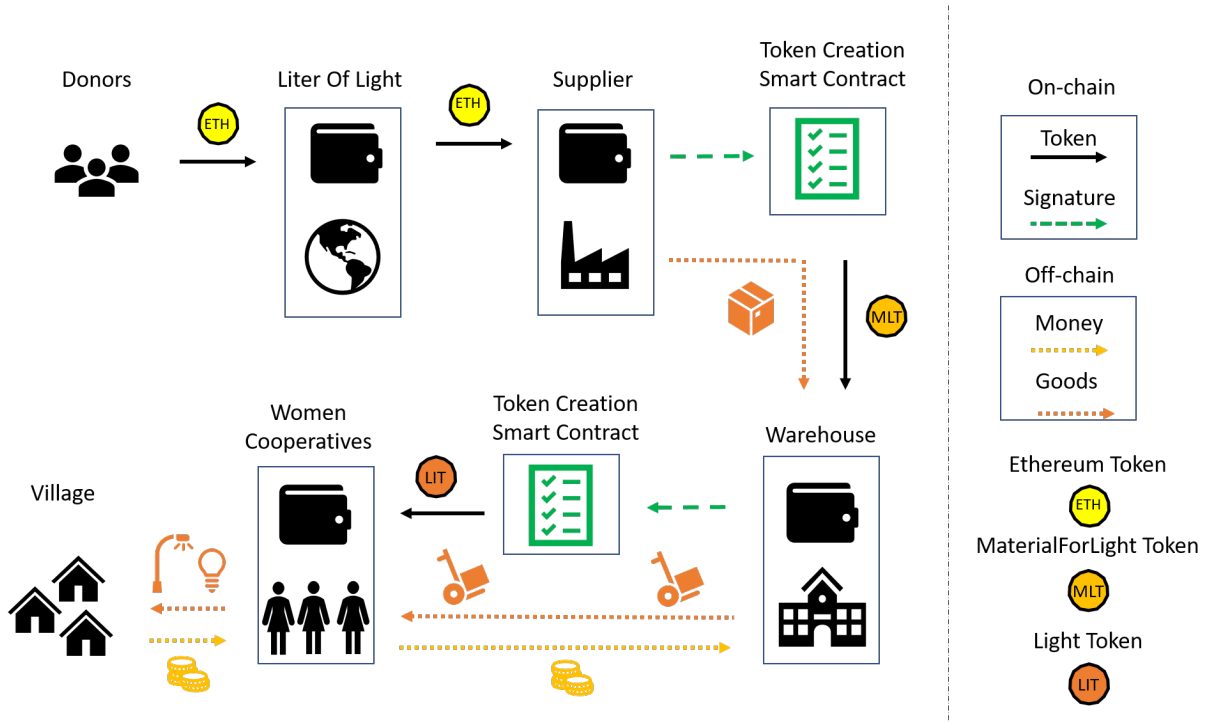 Donors
Liter Of Light
Supplier
Token Creation
Smart Contract
ETH
ETH
MLT
Women
Cooperatives
Token Creation
Smart Contract
Warehouse
LIT
Village
On-chain
Token
Signature
Off-chain
Money
Goods
Ethereum Token
ETH
MaterialForLight Token
MLT
Light Token
LIT